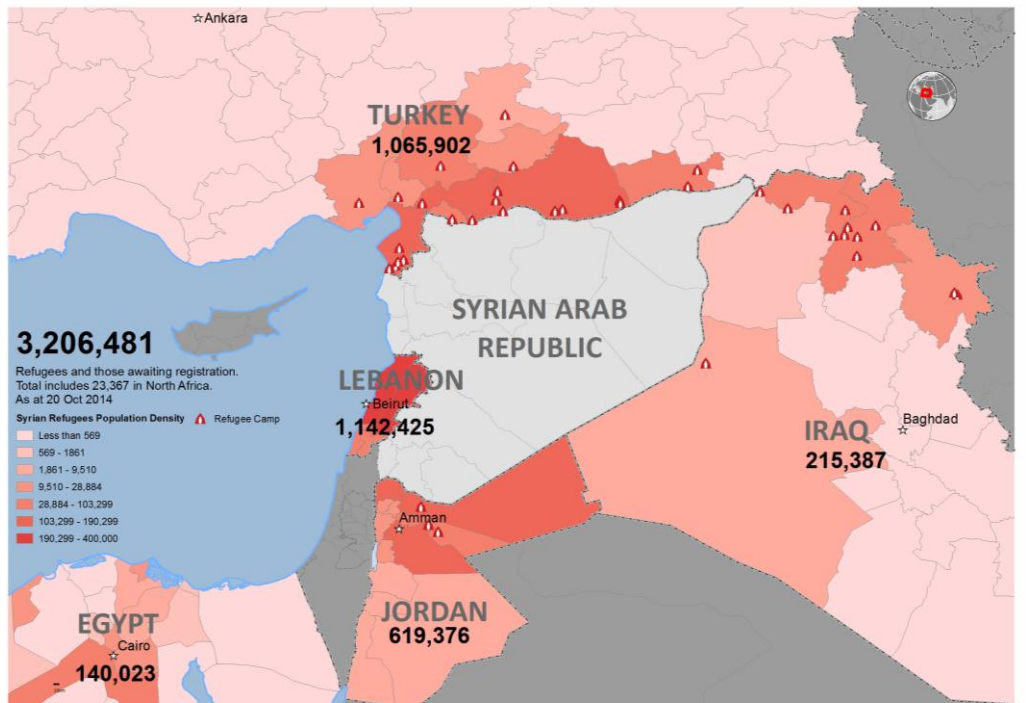 Ankara
TURKEY
1,065,902
SYRIAN ARAB
REPUBLIC
3,206,481
Refugees and those awaiting registration.
Total includes 23,367 in North Africa.
As at 20 Oct 2014
Syrian Refugees Population Density
Refugee Camp
Less than 569
569 - 1861
1,861 - 9,510
9,510 - 28,884
28,884 - 103,299
103,299 - 190,299
190,299 - 400,000
LEBANON
Beirut
1,142,425
Baghdad
IRAQ
215,387
Amman
JORDAN
619,376
EGYPT
Cairo
140,023